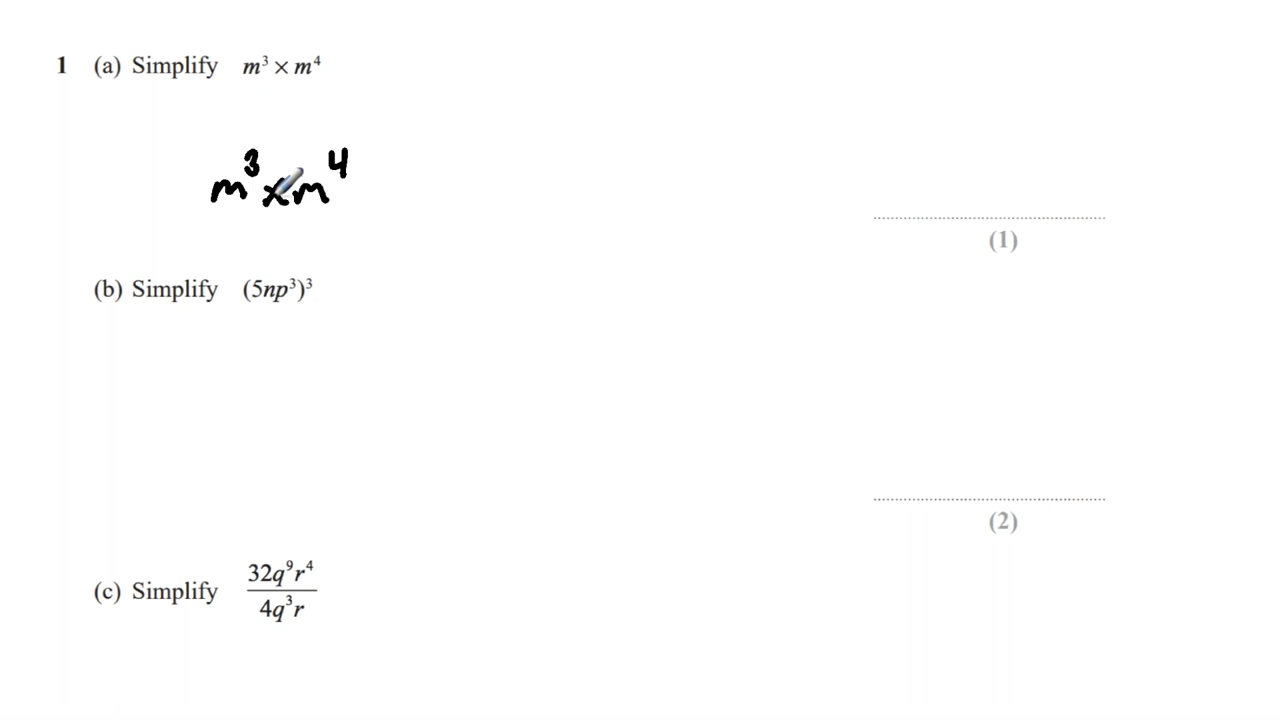 1 (a) Simplify m³ × m⁴
m³ × m⁴
(1)
(b) Simplify (5np³)³
(2)
(c) Simplify 32q⁹r⁴ / 4q³r